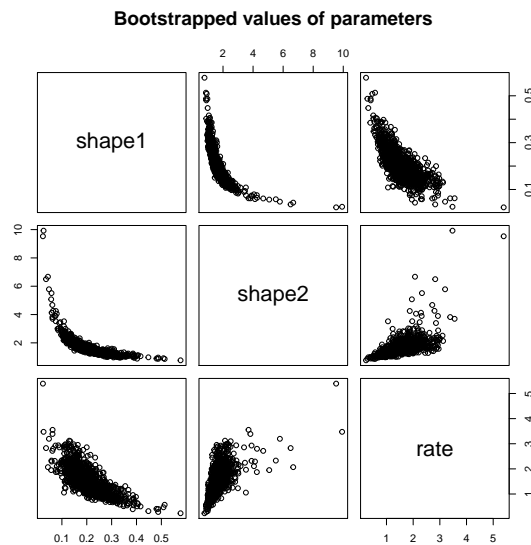 Bootstrapped values of parameters
2 4 6 8 10
shape1
0.1 0.3 0.5
2 4 6 8 10
shape2
rate
1 2 3 4 5
0.1 0.2 0.3 0.4 0.5
1 2 3 4 5